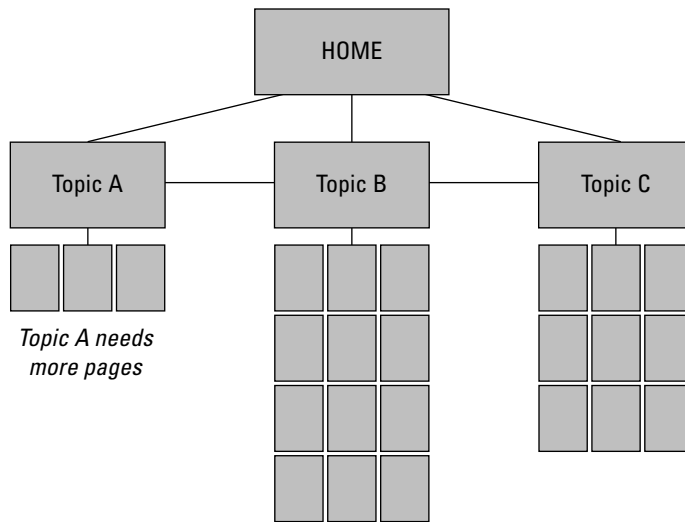 HOME
Topic A
Topic B
Topic C
Topic A needs
more pages